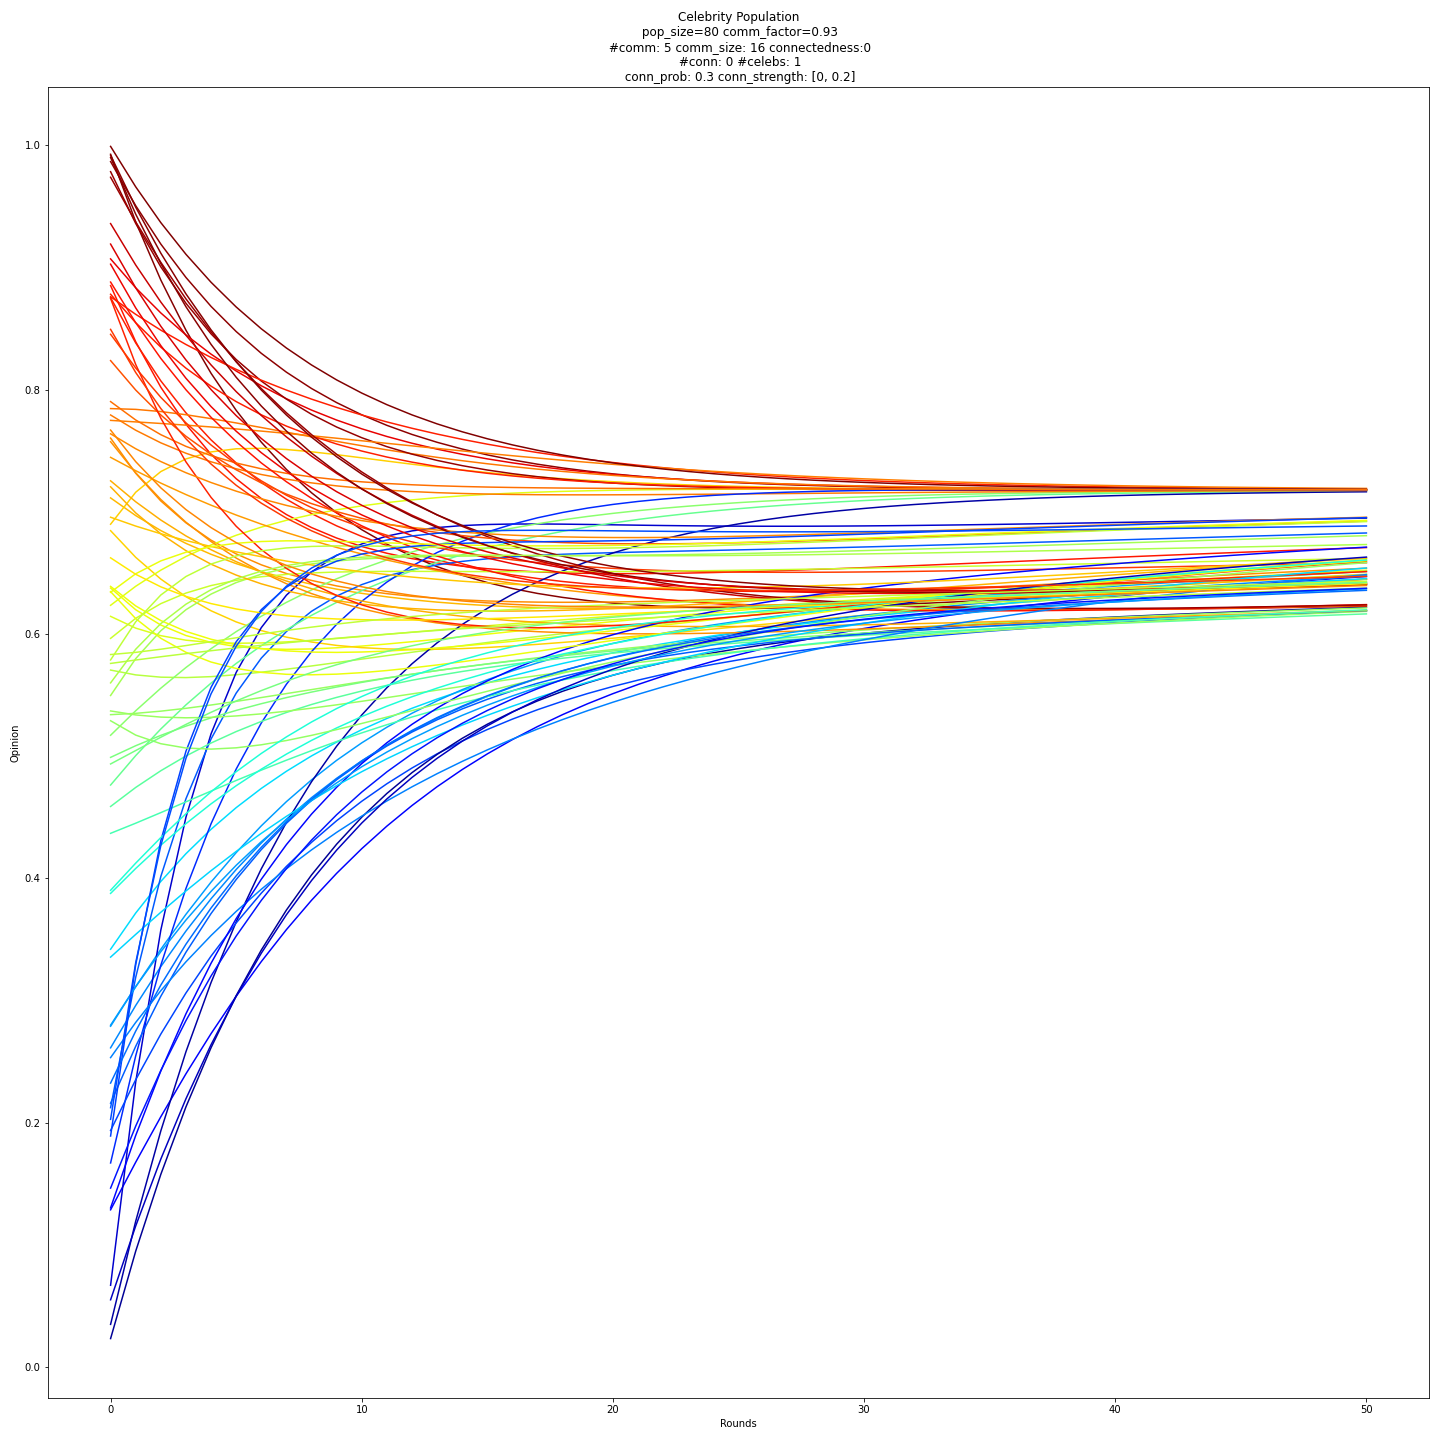 Celebrity Population
pop_size=80 comm_factor=0.93
#comm: 5 comm_size: 16 connectedness:0
#conn: 0 #celebs: 1
conn_prob: 0.3 conn_strength: [0, 0.2]
1.0
0.8
0.6
0.4
0.2
0.0
Opinion
0 10 20 30 40 50
Rounds